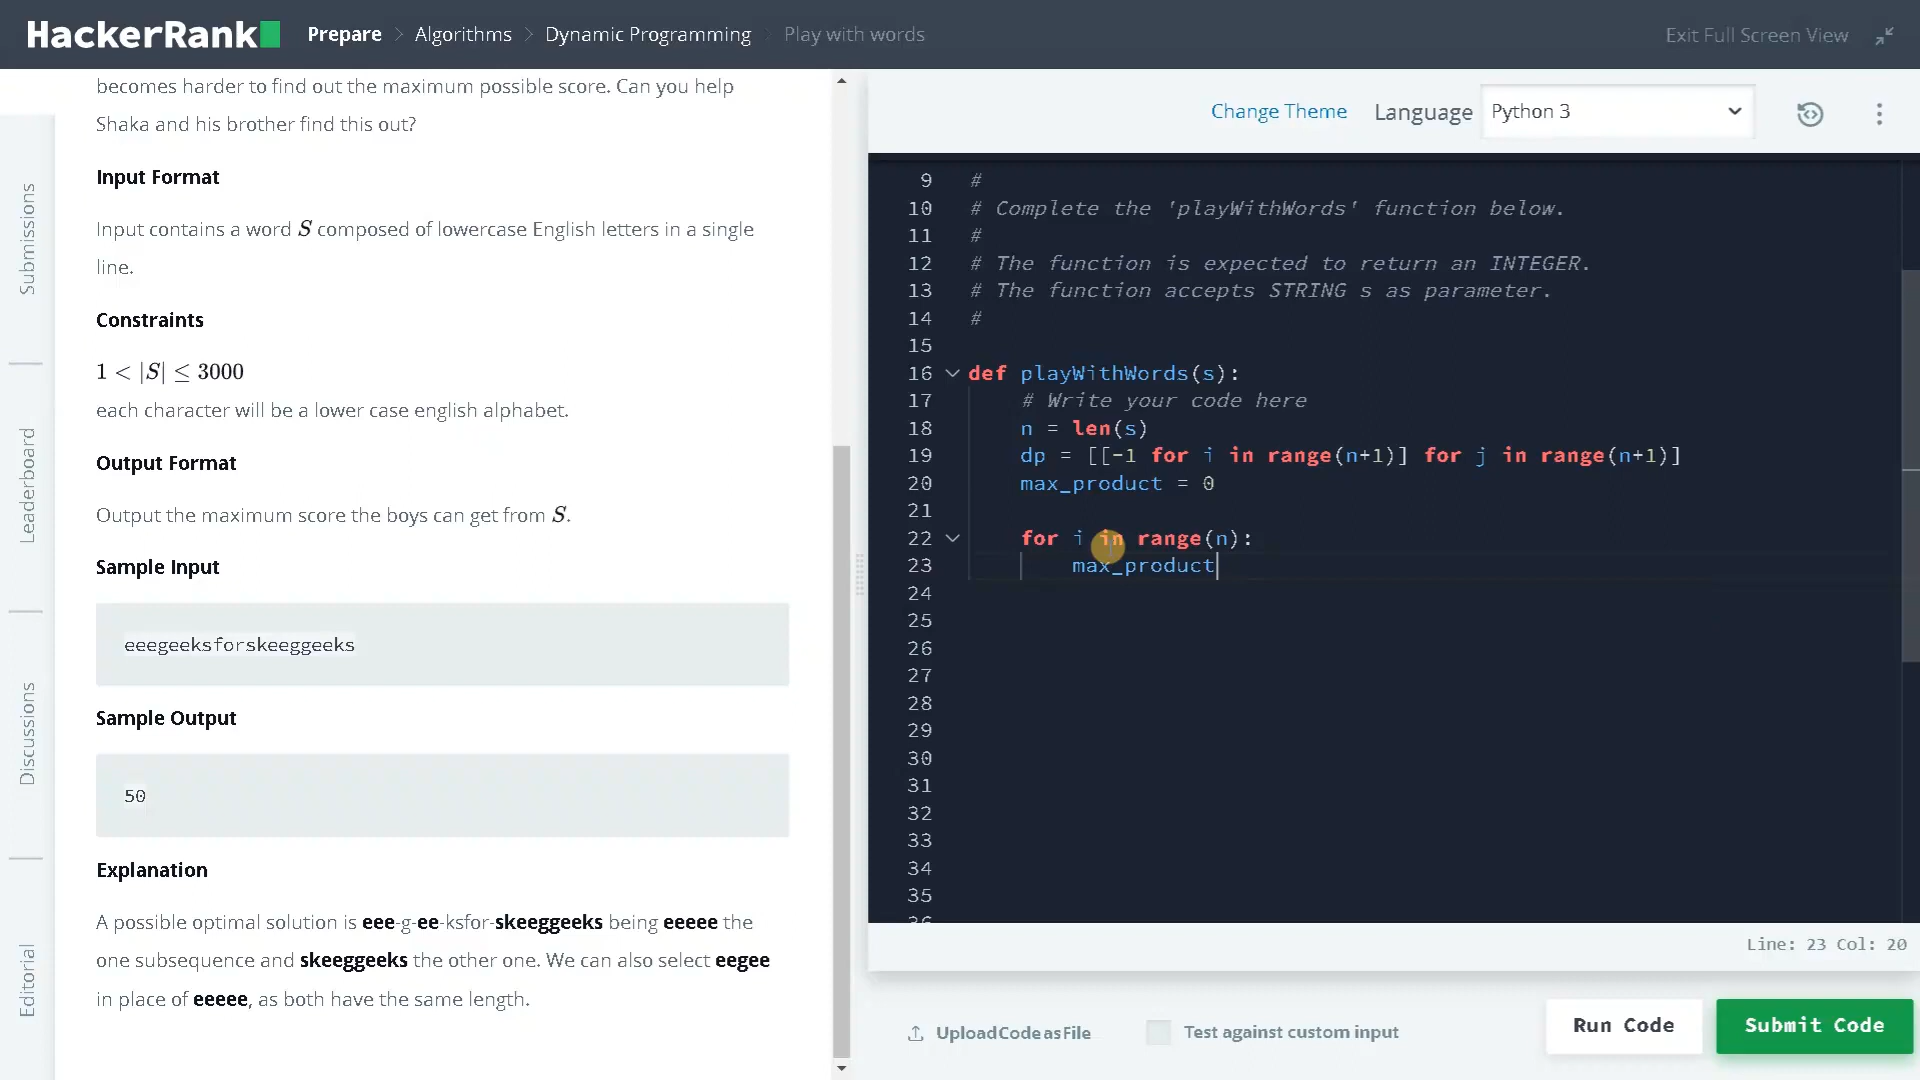 HackerRank Prepare > Algorithms > Dynamic Programming > Play with words Exit Full Screen View
becomes harder to find out the maximum possible score. Can you help
Shaka and his brother find this out?
Input Format
Input contains a word S composed of lowercase English letters in a single
line.
Constraints
1 < |S| ≤ 3000
each character will be a lower case english alphabet.
Output Format
Output the maximum score the boys can get from S.
Sample Input
eeegeeksforskeeggeeks
Sample Output
50
Explanation
A possible optimal solution is eee-g-ee-ksfor-skeeggeeks being eeeee the
one subsequence and skeeggeeks the other one. We can also select eegee
in place of eeeee, as both have the same length.
Submissions
Leaderboard
Discussions
Editorial
Change Theme Language Python 3
9 #
10 # Complete the 'playWithWords' function below.
11 #
12 # The function is expected to return an INTEGER.
13 # The function accepts STRING s as parameter.
14 #
15
16 def playWithWords(s):
17 # Write your code here
18 n = len(s)
19 dp = [[-1 for i in range(n+1)] for j in range(n+1)]
20 max_product = 0
21
22 for i in range(n):
23 max_product
24
25
26
27
28
29
30
31
32
33
34
35
36
Line: 23 Col: 20
Upload Code as File Test against custom input Run Code Submit Code